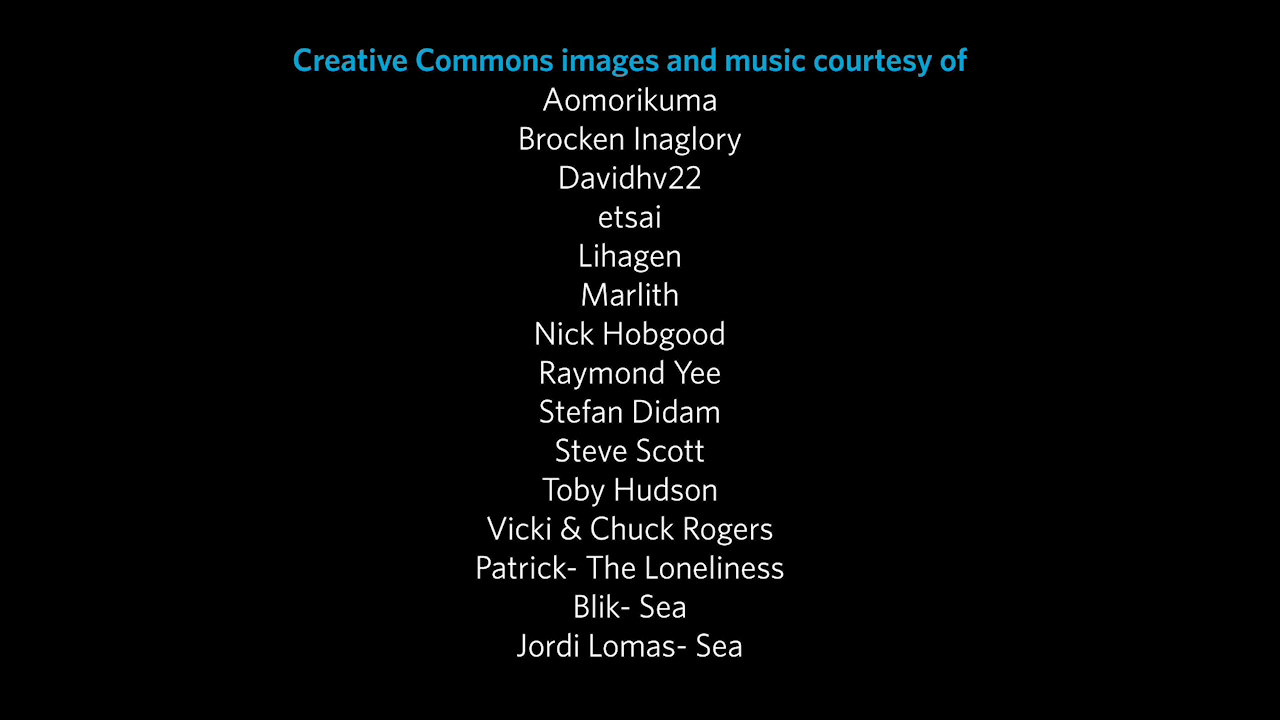 Creative Commons images and music courtesy of
Aomorikuma
Brocken Inaglory
Davidhv22
etsai
Lihagen
Marlith
Nick Hobgood
Raymond Yee
Stefan Didam
Steve Scott
Toby Hudson
Vicki & Chuck Rogers
Patrick- The Loneliness
Blik- Sea
Jordi Lomas- Sea